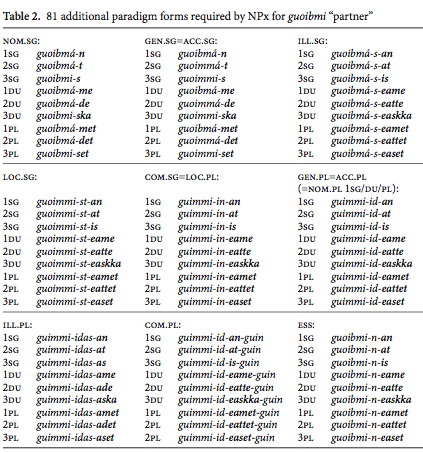 Table 2. 81 additional paradigm forms required by NPx for guoibmi “partner”
NOM.SG:
1SG guoibmá-n
2SG guoibmá-t
3SG guoibmi-s
1DU guoibmá-me
2DU guoibmá-de
3DU guoibmi-ska
1PL guoibmá-met
2PL guoibmá-det
3PL guoibmi-set
GEN.SG=ACC.SG:
1SG guoibmá-n
2SG guoimmá-t
3SG guoimmi-s
1DU guoibmá-me
2DU guoimmá-de
3DU guoimmi-ska
1PL guoibmá-met
2PL guoimmá-det
3PL guoimmi-set
ILL.SG:
1SG guoibmá-s-an
2SG guoibmá-s-at
3SG guoibmá-s-is
1DU guoibmá-s-eame
2DU guoibmá-s-eatte
3DU guoibmá-s-easkka
1PL guoibmá-s-eamet
2PL guoibmá-s-eattet
3PL guoibmá-s-easet
LOC.SG:
1SG guoimmi-st-an
2SG guoimmi-st-at
3SG guoimmi-st-is
1DU guoimmi-st-eame
2DU guoimmi-st-eatte
3DU guoimmi-st-easkka
1PL guoimmi-st-eamet
2PL guoimmi-st-eattet
3PL guoimmi-st-easet
COM.SG=LOC.PL:
1SG guimmi-in-an
2SG guimmi-in-at
3SG guimmi-in-is
1DU guimmi-in-eame
2DU guimmi-in-eatte
3DU guimmi-in-easkka
1PL guimmi-in-eamet
2PL guimmi-in-eattet
3PL guimmi-in-easet
GEN.PL=ACC.PL
(=NOM.PL 1SG/DU/PL):
1SG guimmi-id-an
2SG guimmi-id-at
3SG guimmi-id-is
1DU guimmi-id-eame
2DU guimmi-id-eatte
3DU guimmi-id-easkka
1PL guimmi-id-eamet
2PL guimmi-id-eattet
3PL guimmi-id-easet
ILL.PL:
1SG guimmi-idas-an
2SG guimmi-idas-at
3SG guimmi-idas-as
1DU guimmi-idas-ame
2DU guimmi-idas-ade
3DU guimmi-idas-aska
1PL guimmi-idas-amet
2PL guimmi-idas-adet
3PL guimmi-idas-aset
COM.PL:
1SG guimmi-id-an-guin
2SG guimmi-id-at-guin
3SG guimmi-id-is-guin
1DU guimmi-id-eame-guin
2DU guimmi-id-eatte-guin
3DU guimmi-id-easkka-guin
1PL guimmi-id-eamet-guin
2PL guimmi-id-eattet-guin
3PL guimmi-id-easet-guin
ESS:
1SG guoibmi-n-an
2SG guoibmi-n-at
3SG guoibmi-n-is
1DU guoibmi-n-eame
2DU guoibmi-n-eatte
3DU guoibmi-n-easkka
1PL guoibmi-n-eamet
2PL guoibmi-n-eattet
3PL guoibmi-n-easet